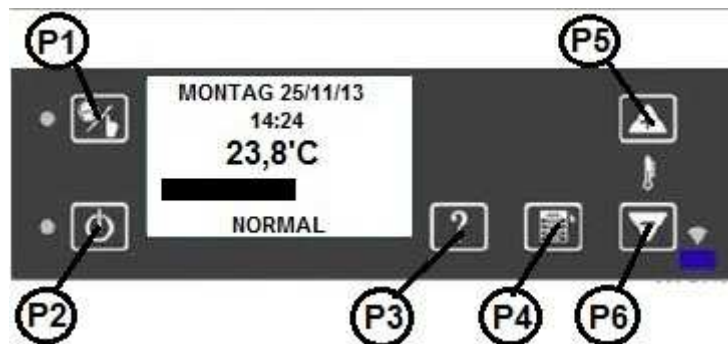 P1
P5
MONTAG 25/11/13
14:24
23,8'C
NORMAL
?
P2
P3
P4
P6